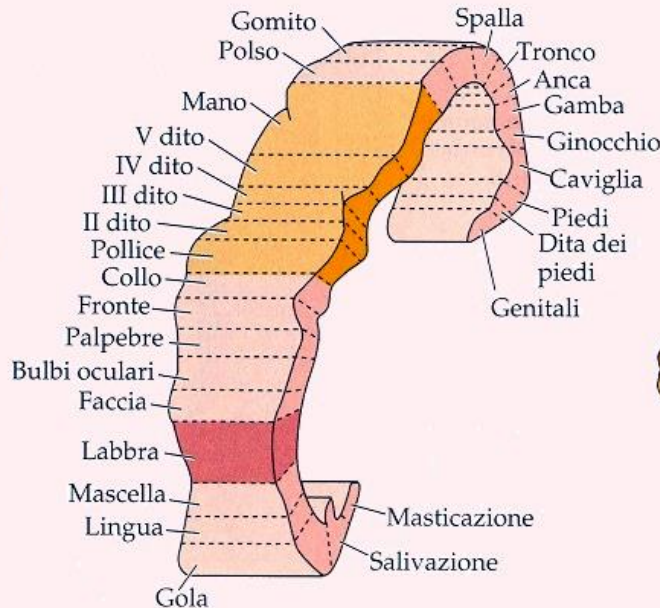 Gomito
Polso
Mano
V dito
IV dito
III dito
II dito
Pollice
Collo
Fronte
Palpebre
Bulbi oculari
Faccia
Labbra
Mascella
Lingua
Gola
Spalla
Tronco
Anca
Gamba
Ginocchio
Caviglia
Piedi
Dita dei
piedi
Genitali
Masticazione
Salivazione